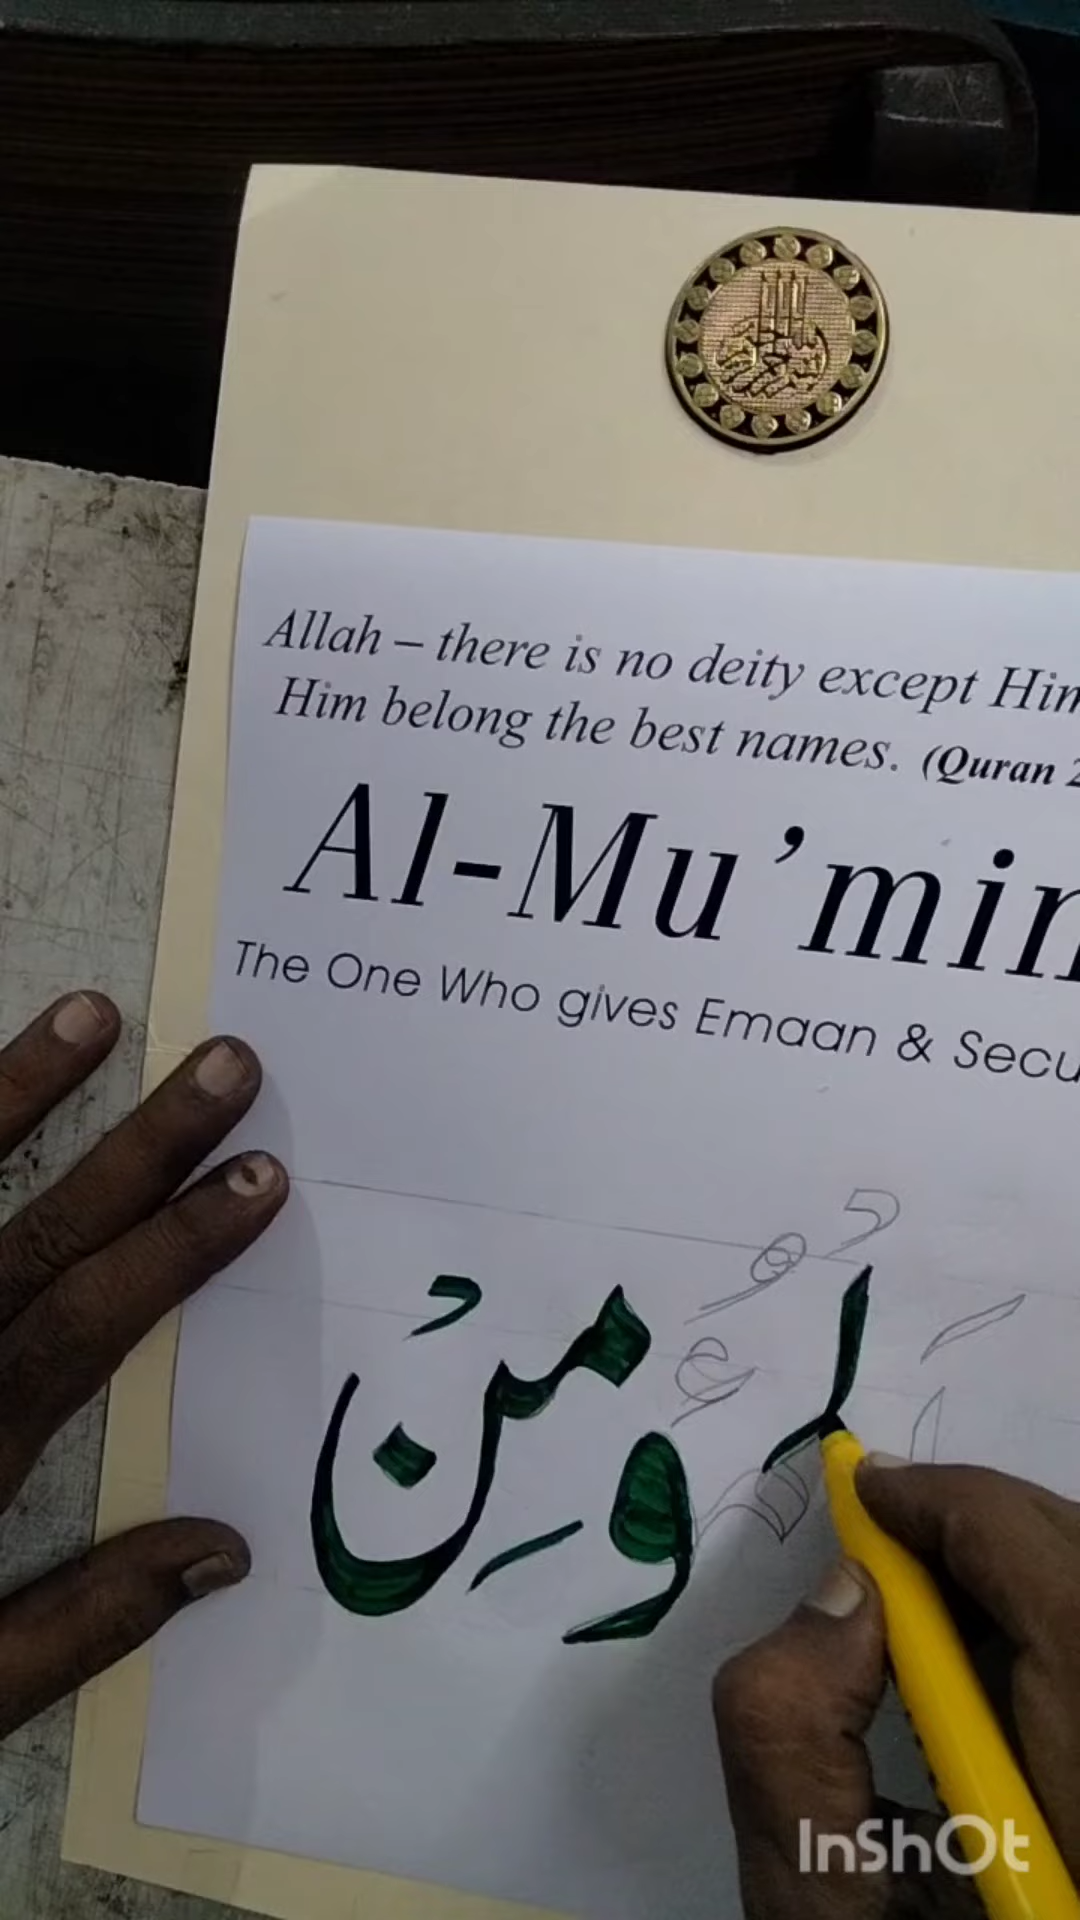 Allah – there is no deity except Him
Him belong the best names. (Quran 2
Al-Mu’min
The One Who gives Emaan & Secu
المؤمن
InShOt